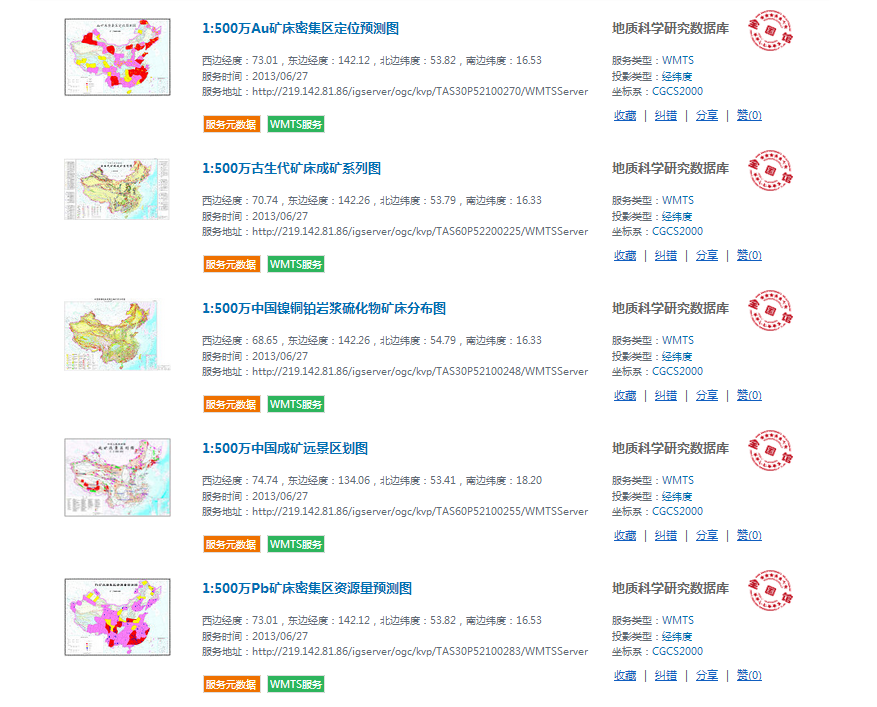 1:500万Au矿床密集区定位预测图
地质科学研究数据库
西边经度：73.01，东边经度：142.12，北边纬度：53.82，南边纬度：16.53
服务类型：WMTS
服务时间：2013/06/27
投影类型：经纬度
服务地址：http://219.142.81.86/igserver/ogc/kvp/TAS30P52100270/WMTSServer
坐标系：CGCS2000
收藏 | 纠错 | 分享 | 赞(0)
服务元数据 WMTS服务
全国馆
1:500万古生代矿床成矿系列图
地质科学研究数据库
西边经度：70.74，东边经度：142.26，北边纬度：53.79，南边纬度：16.33
服务类型：WMTS
服务时间：2013/06/27
投影类型：经纬度
服务地址：http://219.142.81.86/igserver/ogc/kvp/TAS60P52200225/WMTSServer
坐标系：CGCS2000
收藏 | 纠错 | 分享 | 赞(0)
服务元数据 WMTS服务
全国馆
1:500万中国镍铜铂岩浆硫化物矿床分布图
地质科学研究数据库
西边经度：68.65，东边经度：142.26，北边纬度：54.79，南边纬度：16.33
服务类型：WMTS
服务时间：2013/06/27
投影类型：经纬度
服务地址：http://219.142.81.86/igserver/ogc/kvp/TAS30P52100248/WMTSServer
坐标系：CGCS2000
收藏 | 纠错 | 分享 | 赞(0)
服务元数据 WMTS服务
全国馆
1:500万中国成矿远景区划图
地质科学研究数据库
西边经度：74.74，东边经度：134.06，北边纬度：53.41，南边纬度：18.20
服务类型：WMTS
服务时间：2013/06/27
投影类型：经纬度
服务地址：http://219.142.81.86/igserver/ogc/kvp/TAS60P52100255/WMTSServer
坐标系：CGCS2000
收藏 | 纠错 | 分享 | 赞(0)
服务元数据 WMTS服务
全国馆
1:500万Pb矿床密集区资源量预测图
地质科学研究数据库
西边经度：73.01，东边经度：142.12，北边纬度：53.82，南边纬度：16.53
服务类型：WMTS
服务时间：2013/06/27
投影类型：经纬度
服务地址：http://219.142.81.86/igserver/ogc/kvp/TAS30P52100283/WMTSServer
坐标系：CGCS2000
收藏 | 纠错 | 分享 | 赞(0)
服务元数据 WMTS服务
全国馆